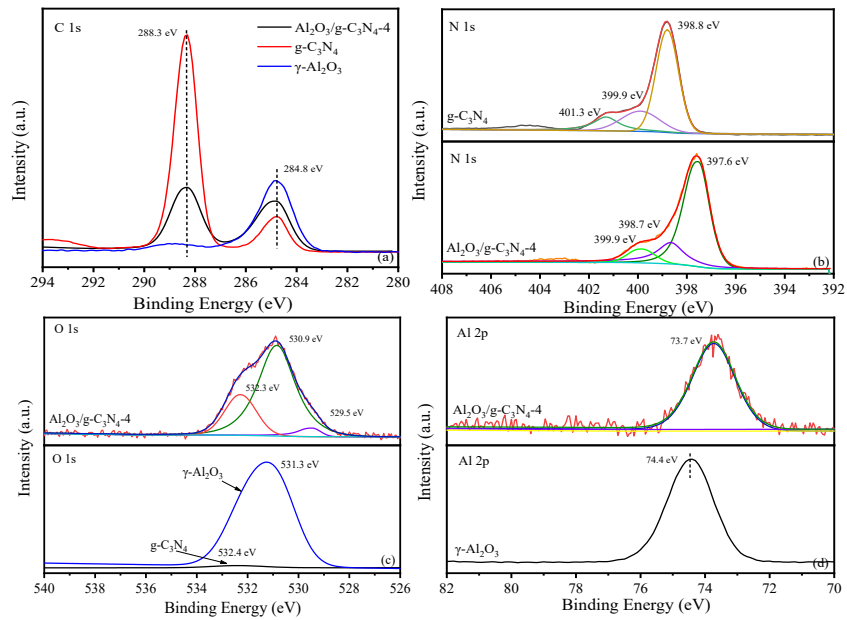 C 1s
288.3 eV
Al₂O₃/g-C₃N₄-4
g-C₃N₄
γ-Al₂O₃
284.8 eV
(a)
Intensity (a.u.)
294 292 290 288 286 284 282 280
Binding Energy (eV)
N 1s
398.8 eV
399.9 eV
401.3 eV
g-C₃N₄
N 1s
397.6 eV
398.7 eV
399.9 eV
Al₂O₃/g-C₃N₄-4
(b)
Intensity (a.u.)
408 406 404 402 400 398 396 394 392
Binding Energy (eV)
O 1s
530.9 eV
532.3 eV
529.5 eV
Al₂O₃/g-C₃N₄-4
O 1s
531.3 eV
γ-Al₂O₃
g-C₃N₄
532.4 eV
(c)
Intensity (a.u.)
540 538 536 534 532 530 528 526
Binding Energy (eV)
Al 2p
73.7 eV
Al₂O₃/g-C₃N₄-4
Al 2p
74.4 eV
γ-Al₂O₃
(d)
Intensity (a.u.)
82 80 78 76 74 72 70
Binding Energy (eV)